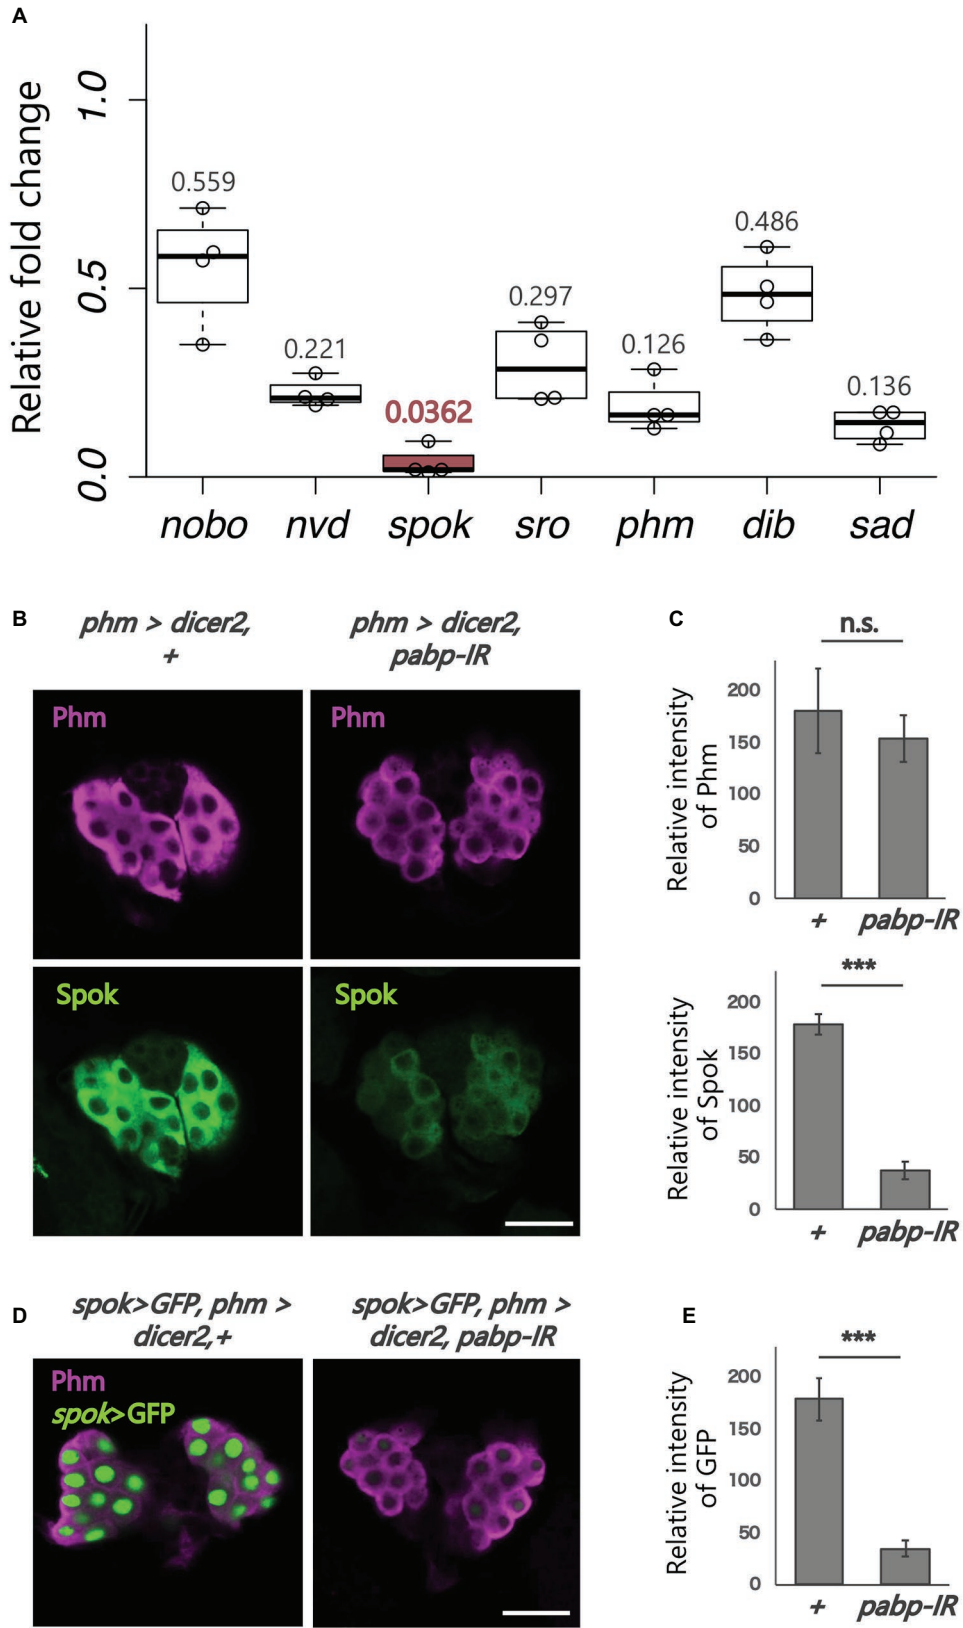 A
Relative fold change
1.0
0.5
0.0
0.559
0.221
0.0362
0.297
0.126
0.486
0.136
nobo nvd spok sro phm dib sad
B
phm > dicer2,
+
phm > dicer2,
pabp-IR
Phm
Phm
Spok
Spok
C
n.s.
Relative intensity
of Phm
200
150
100
50
0
+ pabp-IR
***
Relative intensity
of Spok
200
150
100
50
0
+ pabp-IR
D
spok>GFP, phm >
dicer2,+
spok>GFP, phm >
dicer2, pabp-IR
Phm
spok>GFP
E
***
Relative intensity
of GFP
200
150
100
50
0
+ pabp-IR